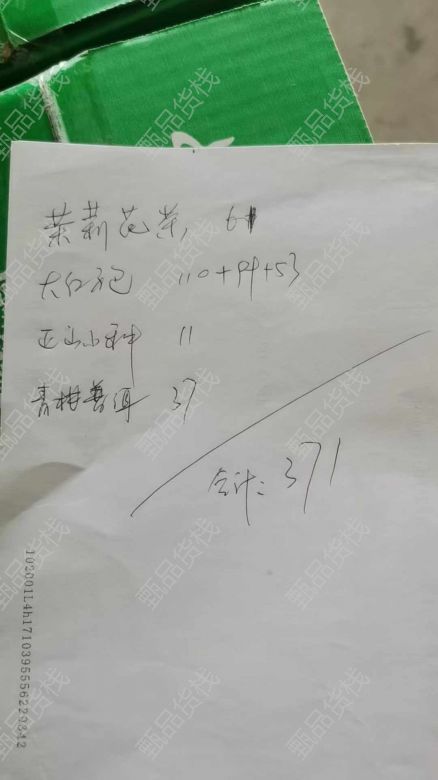 茉莉花茶, 61
大红包 110+99+53
正山小种 11
青柑普洱 37
合计: 371
甄品货栈